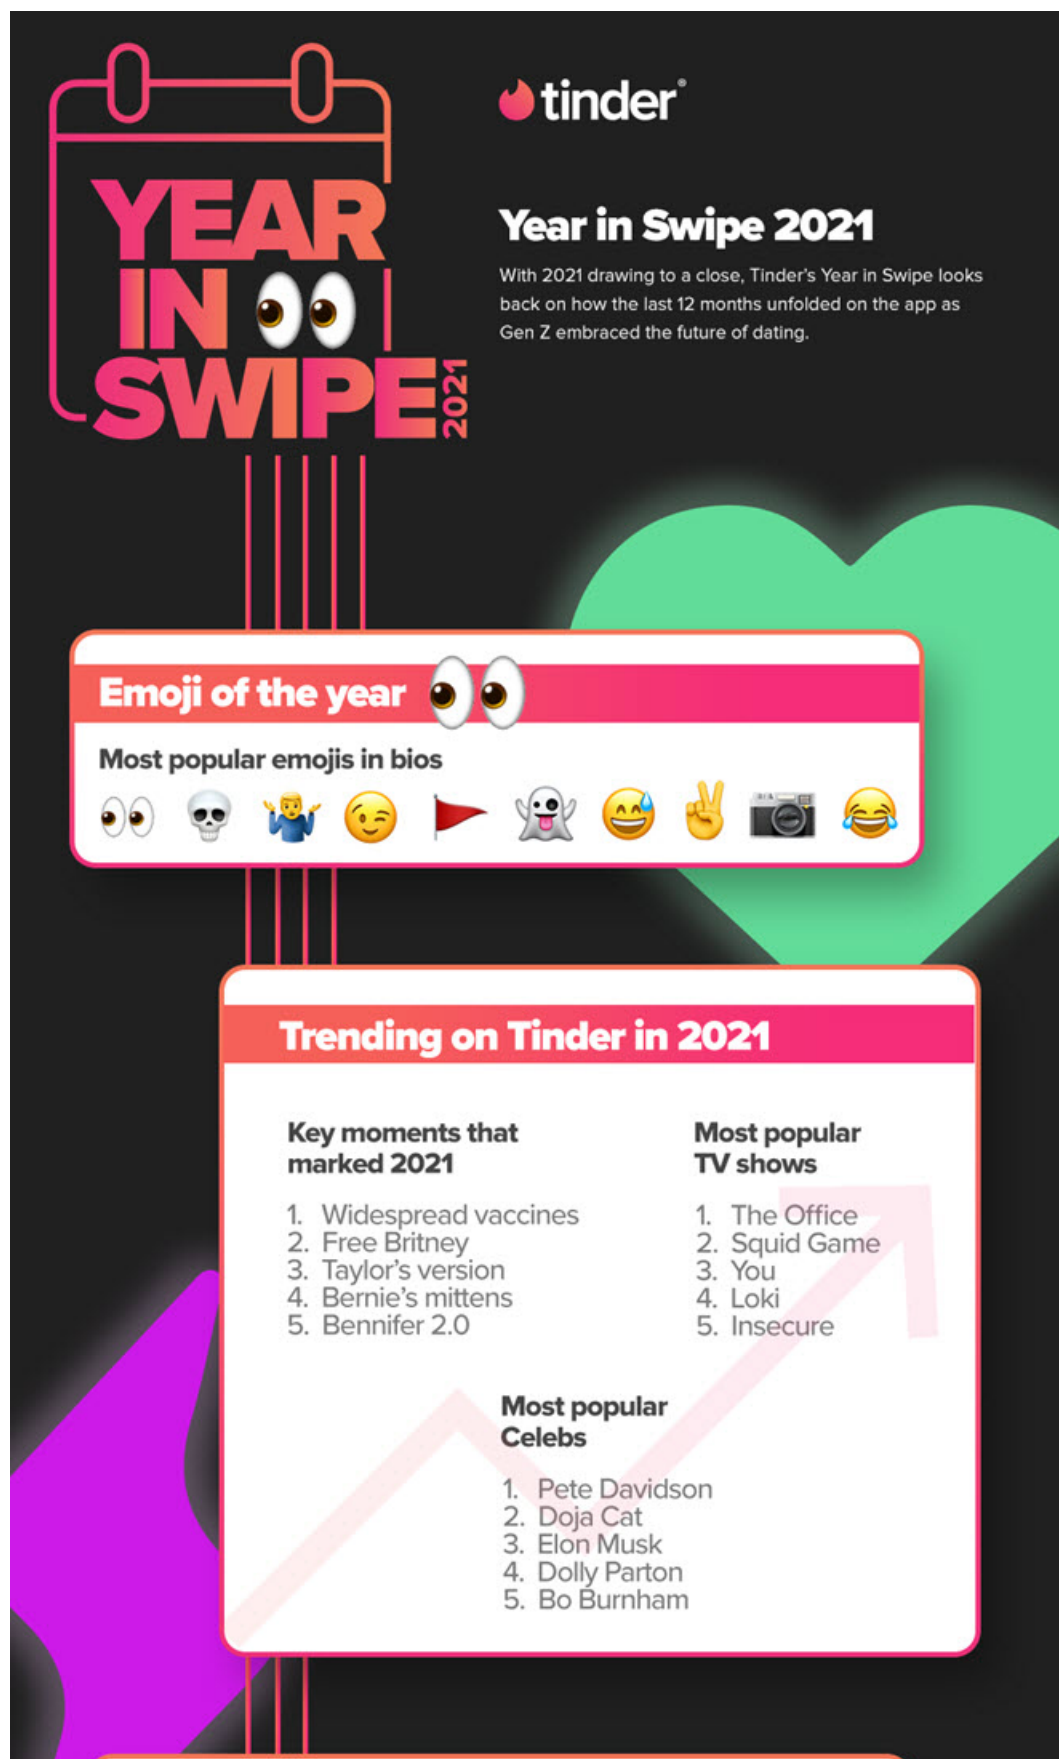 YEAR
IN 👀
SWIPE 2021
tinder®
Year in Swipe 2021
With 2021 drawing to a close, Tinder's Year in Swipe looks
back on how the last 12 months unfolded on the app as
Gen Z embraced the future of dating.
Emoji of the year 👀
Most popular emojis in bios
👀 💀 🤷‍♂️ 😉 🚩 👻 😅 ✌️ 📷 😂
Trending on Tinder in 2021
Key moments that
marked 2021
1. Widespread vaccines
2. Free Britney
3. Taylor's version
4. Bernie's mittens
5. Bennifer 2.0
Most popular
TV shows
1. The Office
2. Squid Game
3. You
4. Loki
5. Insecure
Most popular
Celebs
1. Pete Davidson
2. Doja Cat
3. Elon Musk
4. Dolly Parton
5. Bo Burnham